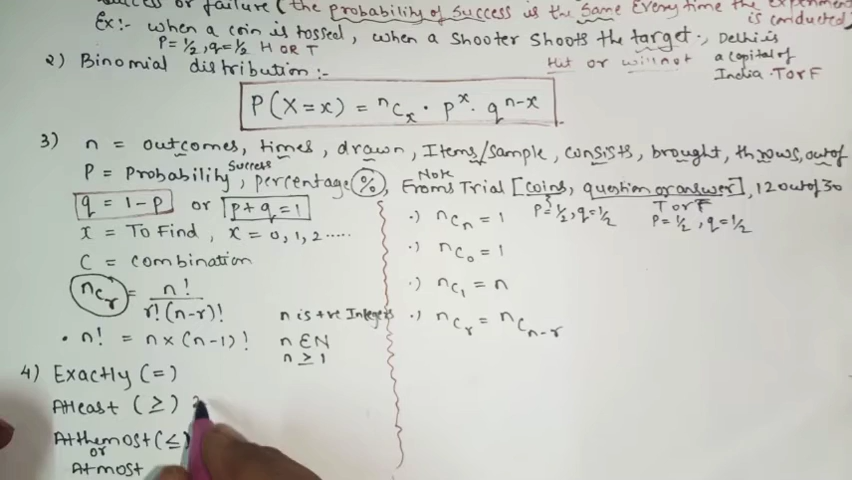 success or failure (the probability of success is the same Every time the experiment is conducted)
Ex:- when a coin is tossed, when a shooter shoots the target., Delhi is a capital of India. T or F
P = 1/2, q = 1/2 H OR T Hit or will not
2) Binomial distribution :-
P(X=x) = ⁿCₓ · pˣ · qⁿ⁻ˣ
3) n = outcomes, times, drawn, Items/sample, consists, brought, throws, out of
P = Probability success, percentage (%), Note
From Trial [coins, question or answer], 12 out of 30
q = 1-p or p+q = 1
P=1/2, q=1/2 T or F P=1/2, q=1/2
x = To Find, x = 0, 1, 2 .....
C = combination
nCr = n! / r!(n-r)!
n is +ve Integers
• n! = n x (n-1)! n ∈ N
n ≥ 1
·) nCn = 1
·) nC0 = 1
·) nC1 = n
·) nCr = nCn-r
4) Exactly (=)
Atleast (≥)
Atthemost (≤)
or
Atmost